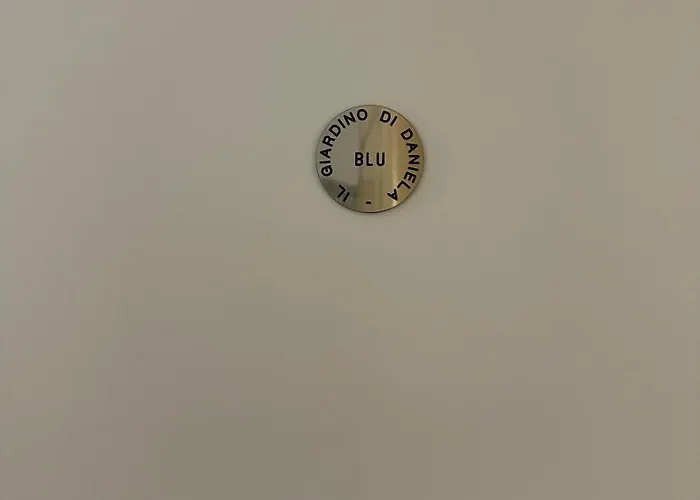 IL GIARDINO DI DANIELA -
BLU